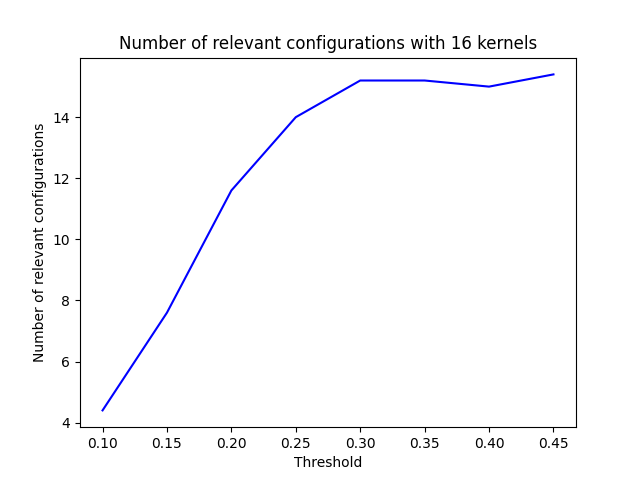 Number of relevant configurations with 16 kernels
Number of relevant configurations
14
12
10
8
6
4
0.10 0.15 0.20 0.25 0.30 0.35 0.40 0.45
Threshold